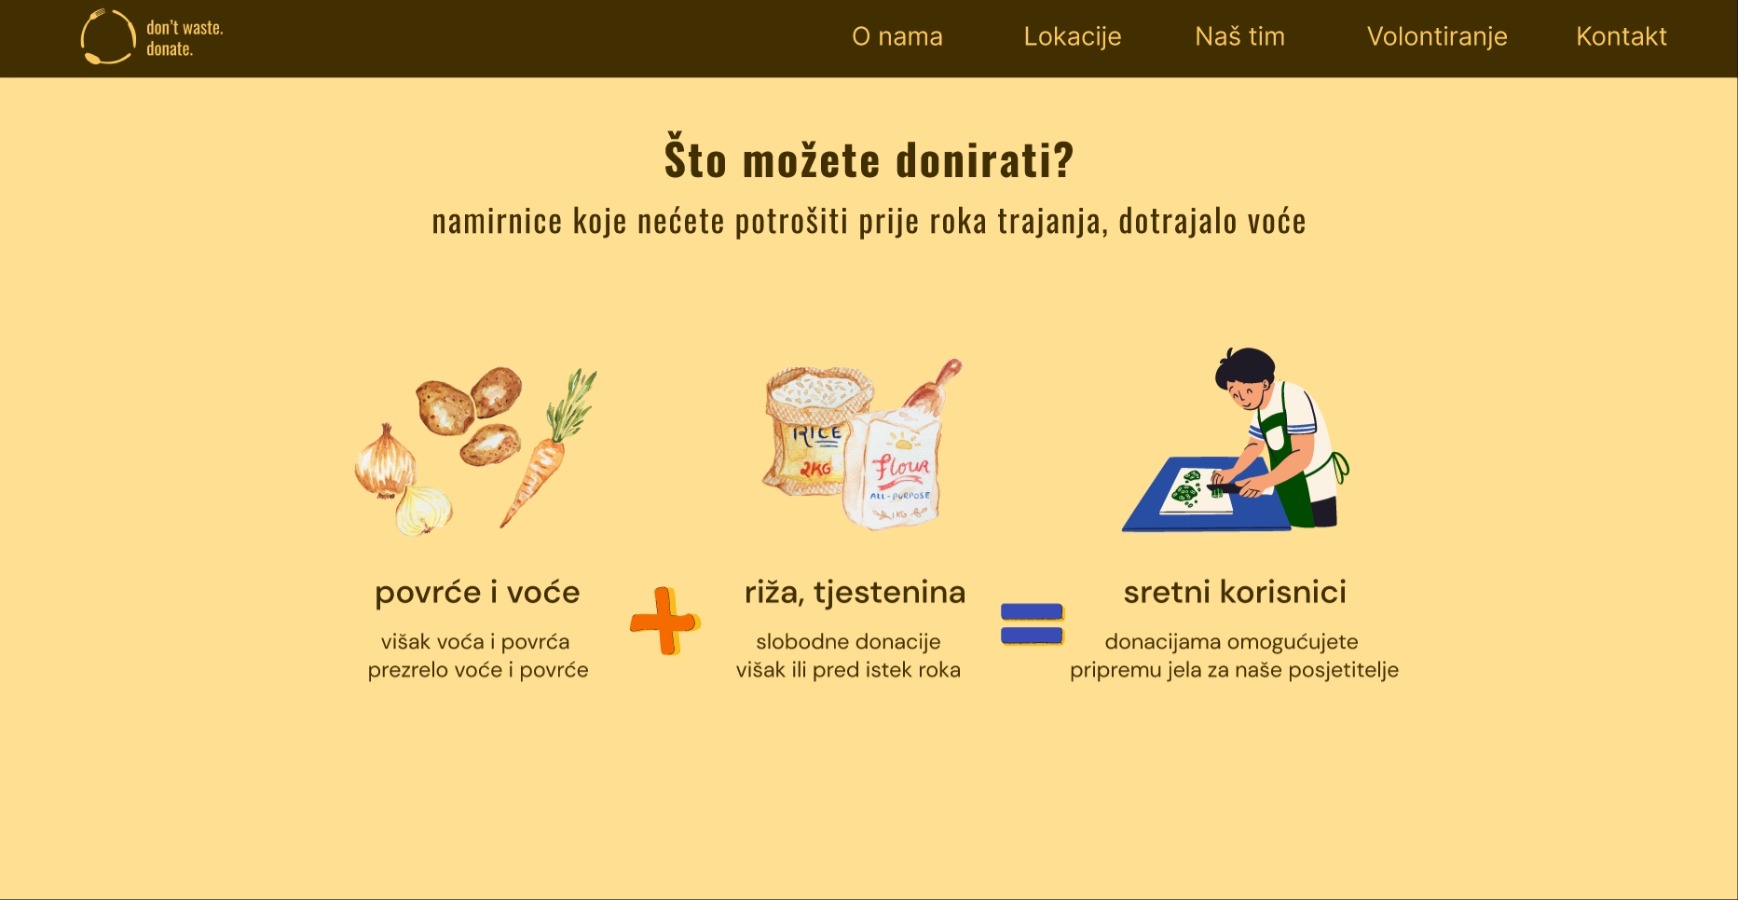 don't waste.
donate.
O nama
Lokacije
Naš tim
Volontiranje
Kontakt
Što možete donirati?
namirnice koje nećete potrošiti prije roka trajanja, dotrajalo voće
RICE
2KG
flour
ALL-PURPOSE
1KG
povrće i voće
višak voća i povrća
prezrelo voće i povrće
riža, tjestenina
slobodne donacije
višak ili pred istek roka
sretni korisnici
donacijama omogućujete
pripremu jela za naše posjetitelje